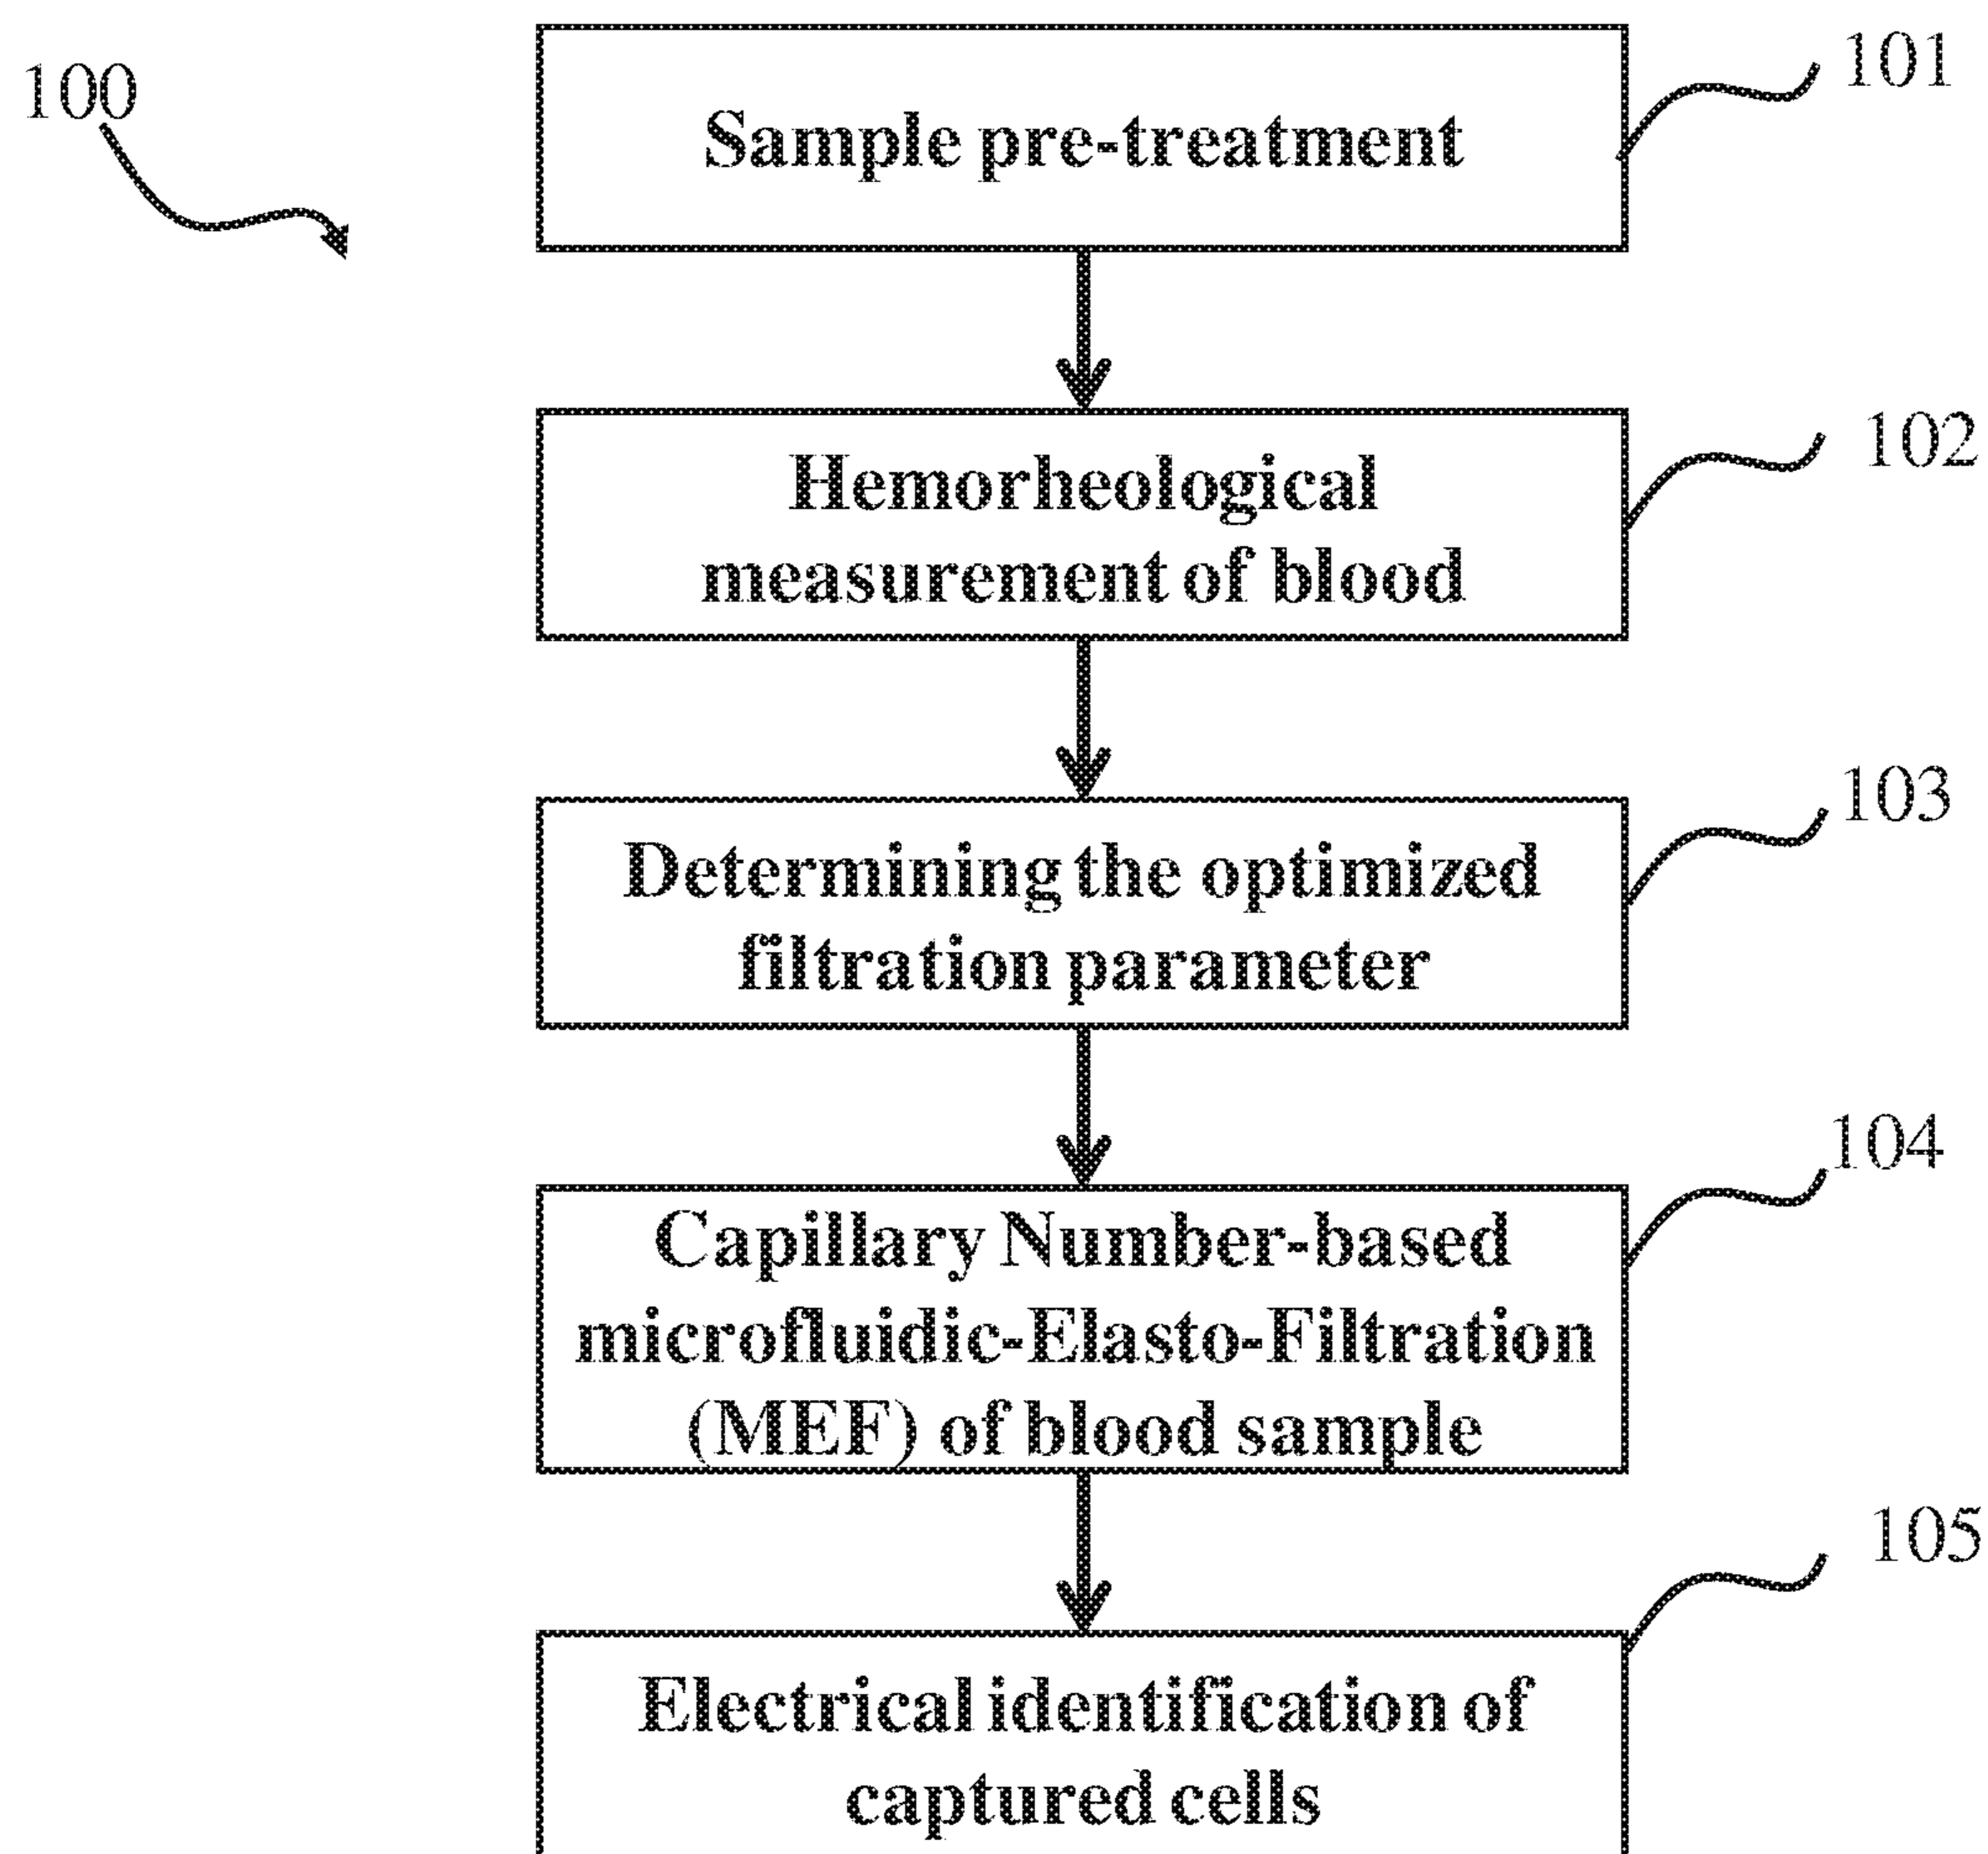 100
101
Sample pre-treatment
102
Hemorheological
measurement of blood
103
Determining the optimized
filtration parameter
104
Capillary Number-based
microfluidic-Elasto-Filtration
(MEF) of blood sample
105
Electrical identification of
captured cells